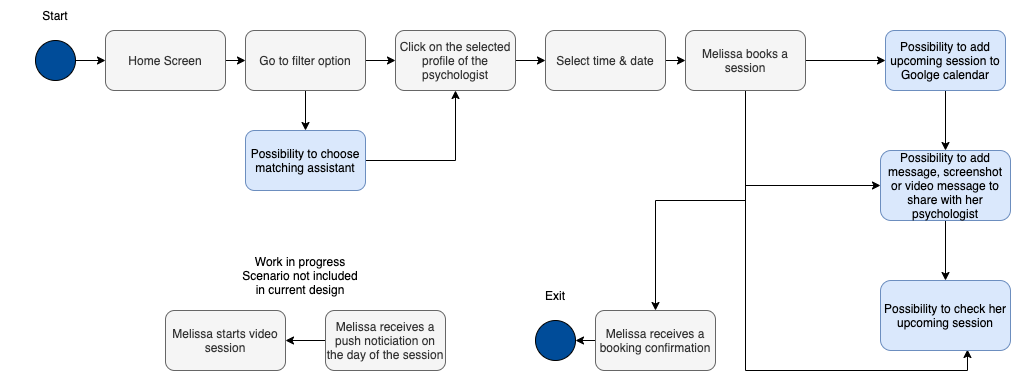 Start
Home Screen
Go to filter option
Click on the selected
profile of the
psychologist
Select time & date
Melissa books a
session
Possibility to add
upcoming session to
Goolge calendar
Possibility to choose
matching assistant
Possibility to add
message, screenshot
or video message to
share with her
psychologist
Work in progress
Scenario not included
in current design
Melissa starts video
session
Melissa receives a
push noticiation on
the day of the session
Exit
Melissa receives a
booking confirmation
Possibility to check her
upcoming session